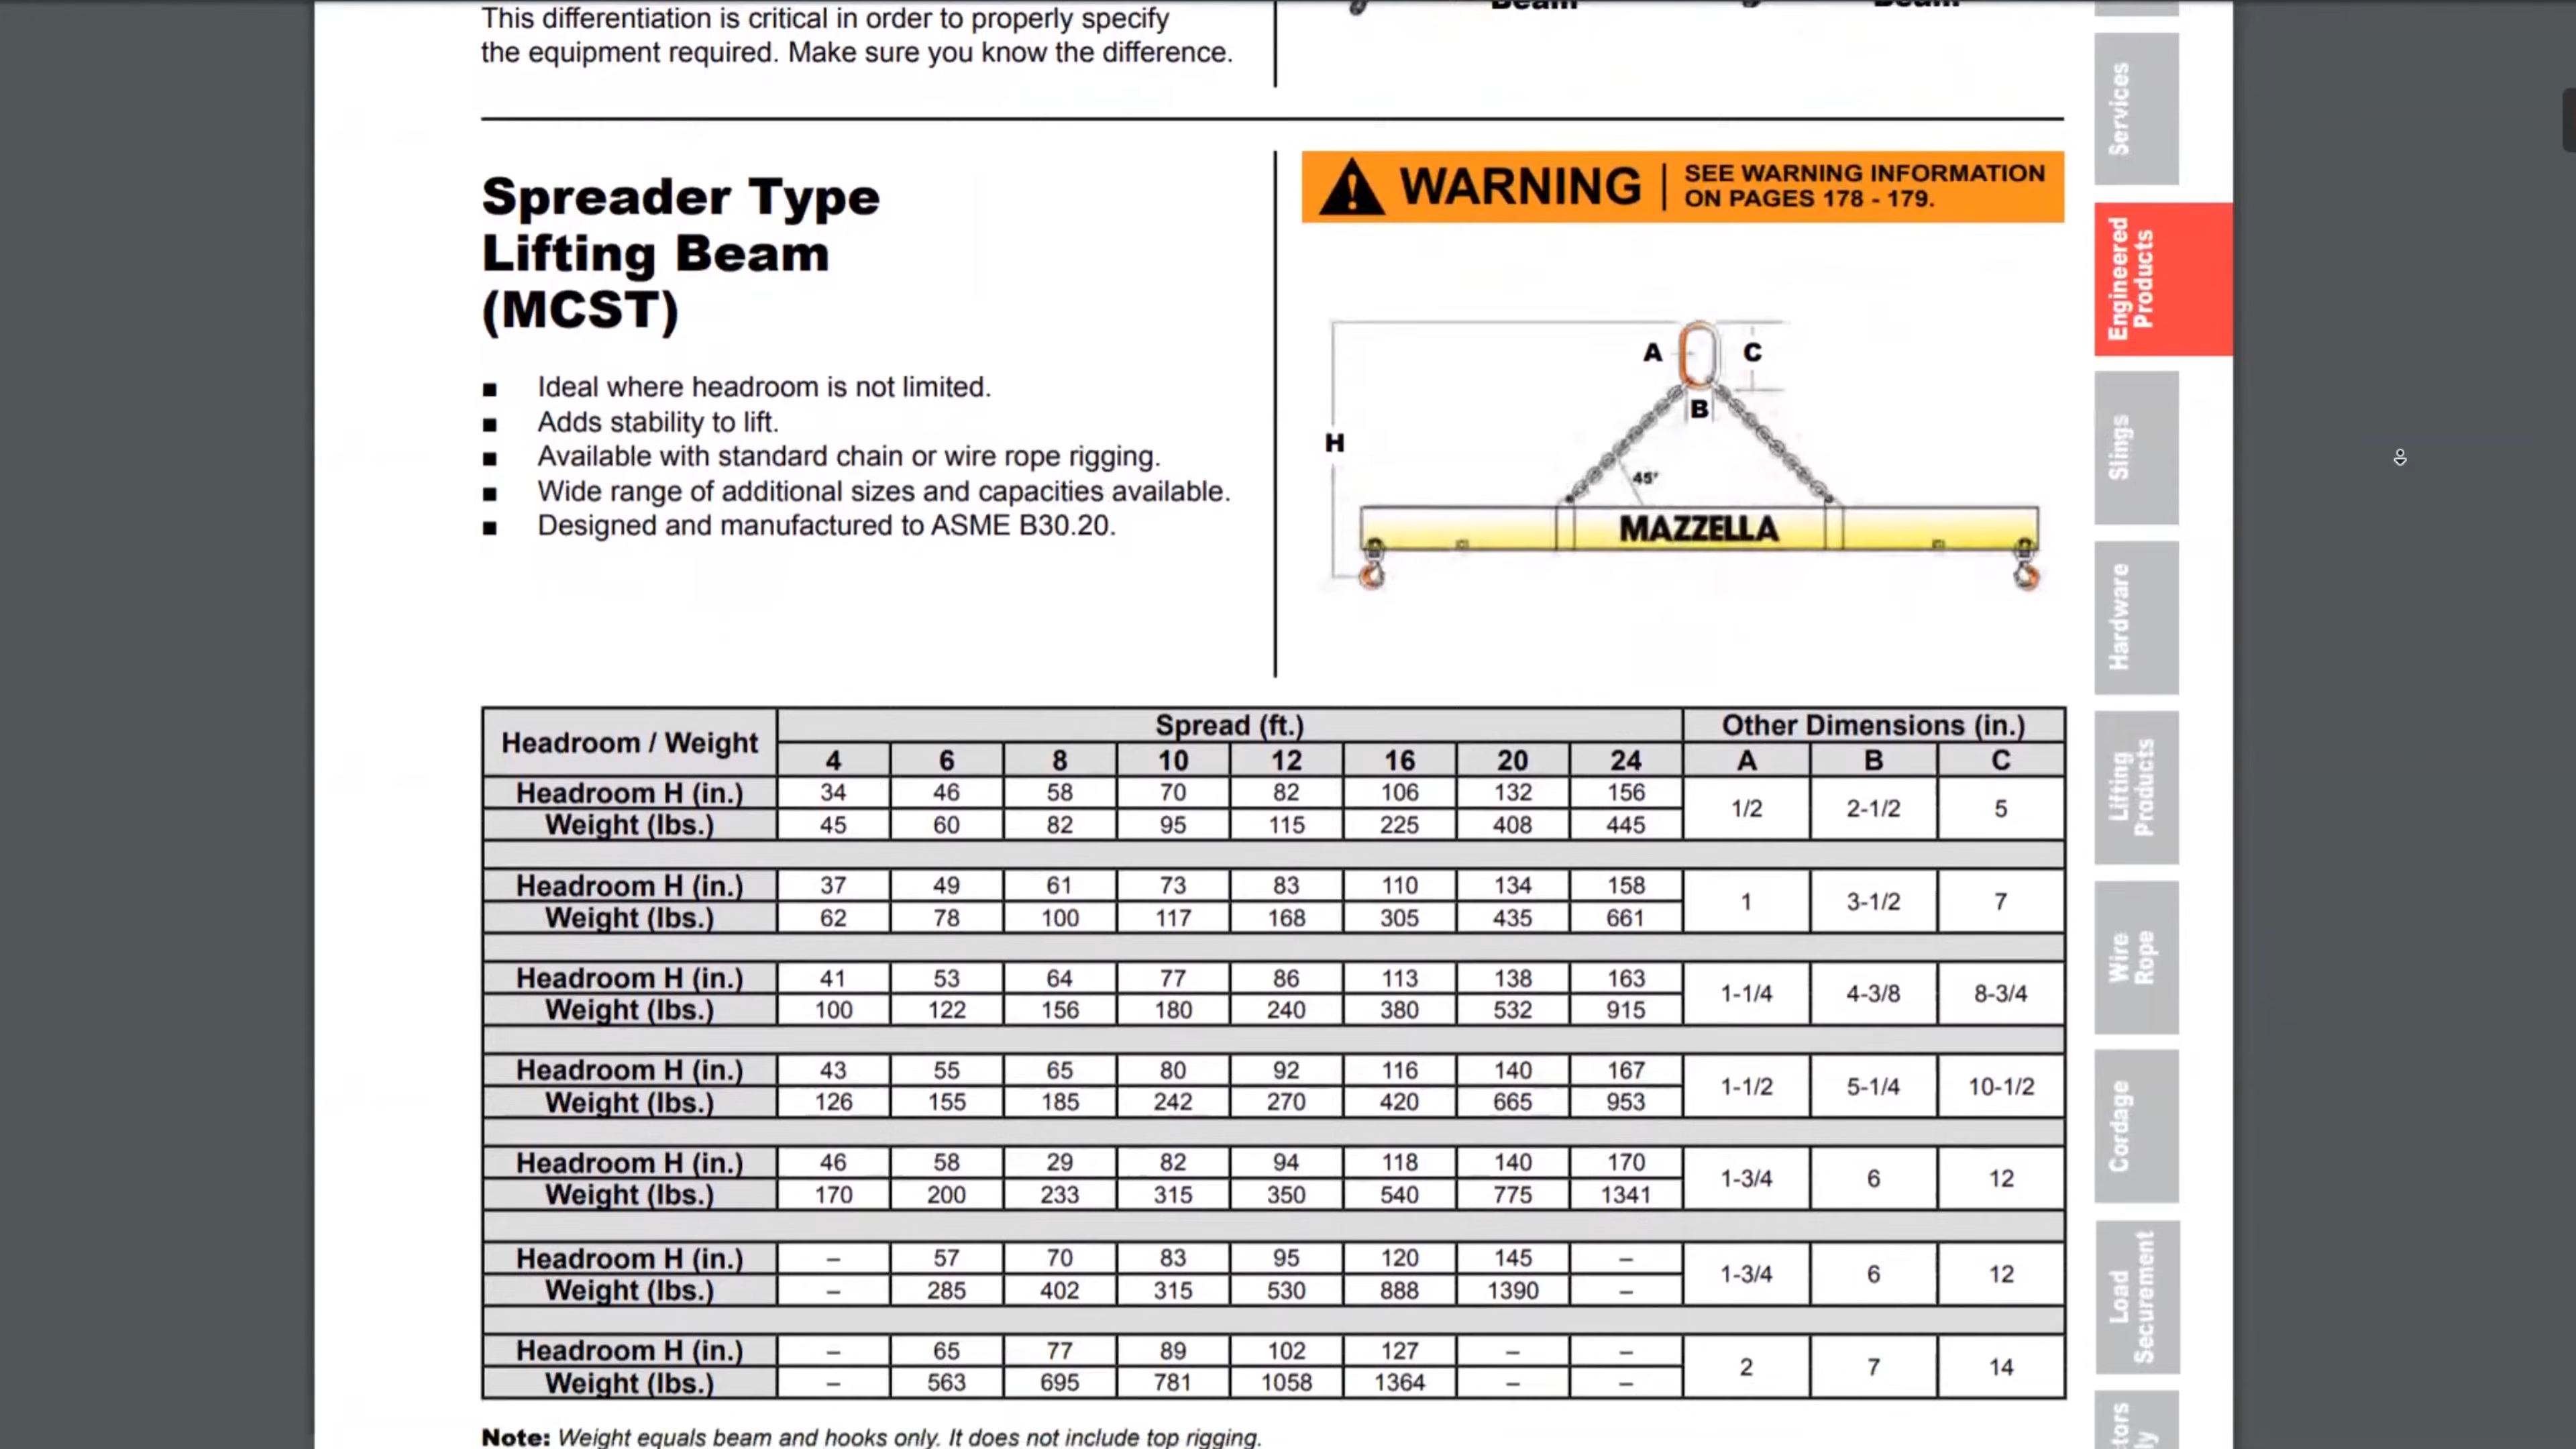 This differentiation is critical in order to properly specify
the equipment required. Make sure you know the difference.
Beam Beam
Spreader Type
Lifting Beam
(MCST)
■ Ideal where headroom is not limited.
■ Adds stability to lift.
■ Available with standard chain or wire rope rigging.
■ Wide range of additional sizes and capacities available.
■ Designed and manufactured to ASME B30.20.
WARNING | SEE WARNING INFORMATION
ON PAGES 178 - 179.
A C
B
H
45°
MAZZELLA
Headroom / Weight Spread (ft.) Other Dimensions (in.)
4 6 8 10 12 16 20 24 A B C
Headroom H (in.) 34 46 58 70 82 106 132 156 1/2 2-1/2 5
Weight (lbs.) 45 60 82 95 115 225 408 445
Headroom H (in.) 37 49 61 73 83 110 134 158 1 3-1/2 7
Weight (lbs.) 62 78 100 117 168 305 435 661
Headroom H (in.) 41 53 64 77 86 113 138 163 1-1/4 4-3/8 8-3/4
Weight (lbs.) 100 122 156 180 240 380 532 915
Headroom H (in.) 43 55 65 80 92 116 140 167 1-1/2 5-1/4 10-1/2
Weight (lbs.) 126 155 185 242 270 420 665 953
Headroom H (in.) 46 58 29 82 94 118 140 170 1-3/4 6 12
Weight (lbs.) 170 200 233 315 350 540 775 1341
Headroom H (in.) – 57 70 83 95 120 145 – 1-3/4 6 12
Weight (lbs.) – 285 402 315 530 888 1390 –
Headroom H (in.) – 65 77 89 102 127 – – 2 7 14
Weight (lbs.) – 563 695 781 1058 1364 – –
Note: Weight equals beam and hooks only. It does not include top rigging.
Services
Engineered
Products
Slings
Hardware
Lifting
Products
Wire
Rope
Cordage
Load
Securement